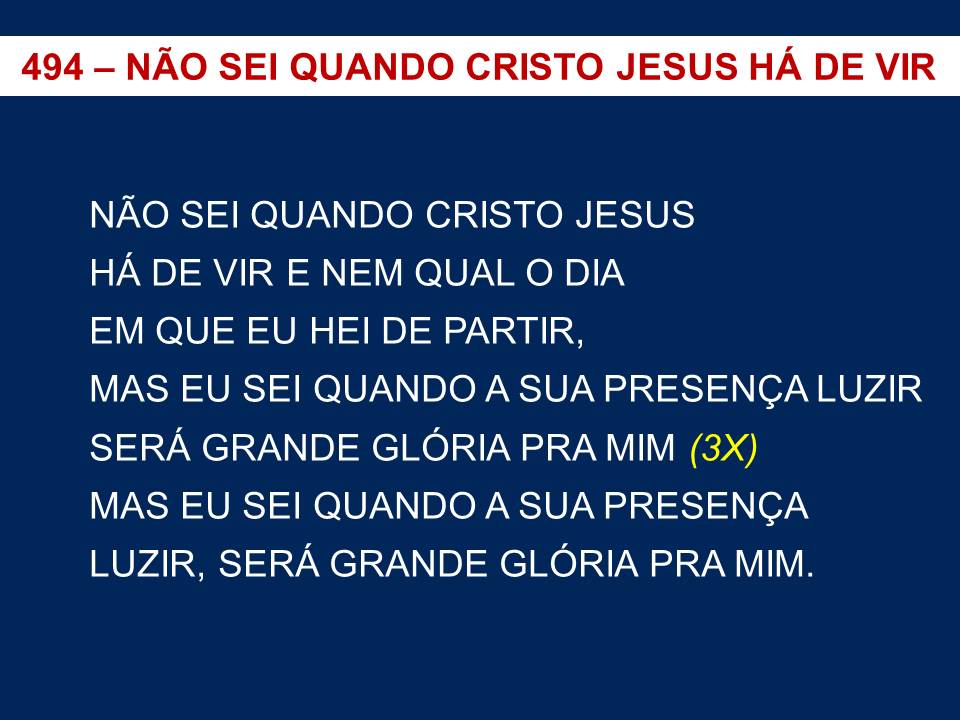 494 – NÃO SEI QUANDO CRISTO JESUS HÁ DE VIR
NÃO SEI QUANDO CRISTO JESUS
HÁ DE VIR E NEM QUAL O DIA
EM QUE EU HEI DE PARTIR,
MAS EU SEI QUANDO A SUA PRESENÇA LUZIR
SERÁ GRANDE GLÓRIA PRA MIM (3X)
MAS EU SEI QUANDO A SUA PRESENÇA
LUZIR, SERÁ GRANDE GLÓRIA PRA MIM.